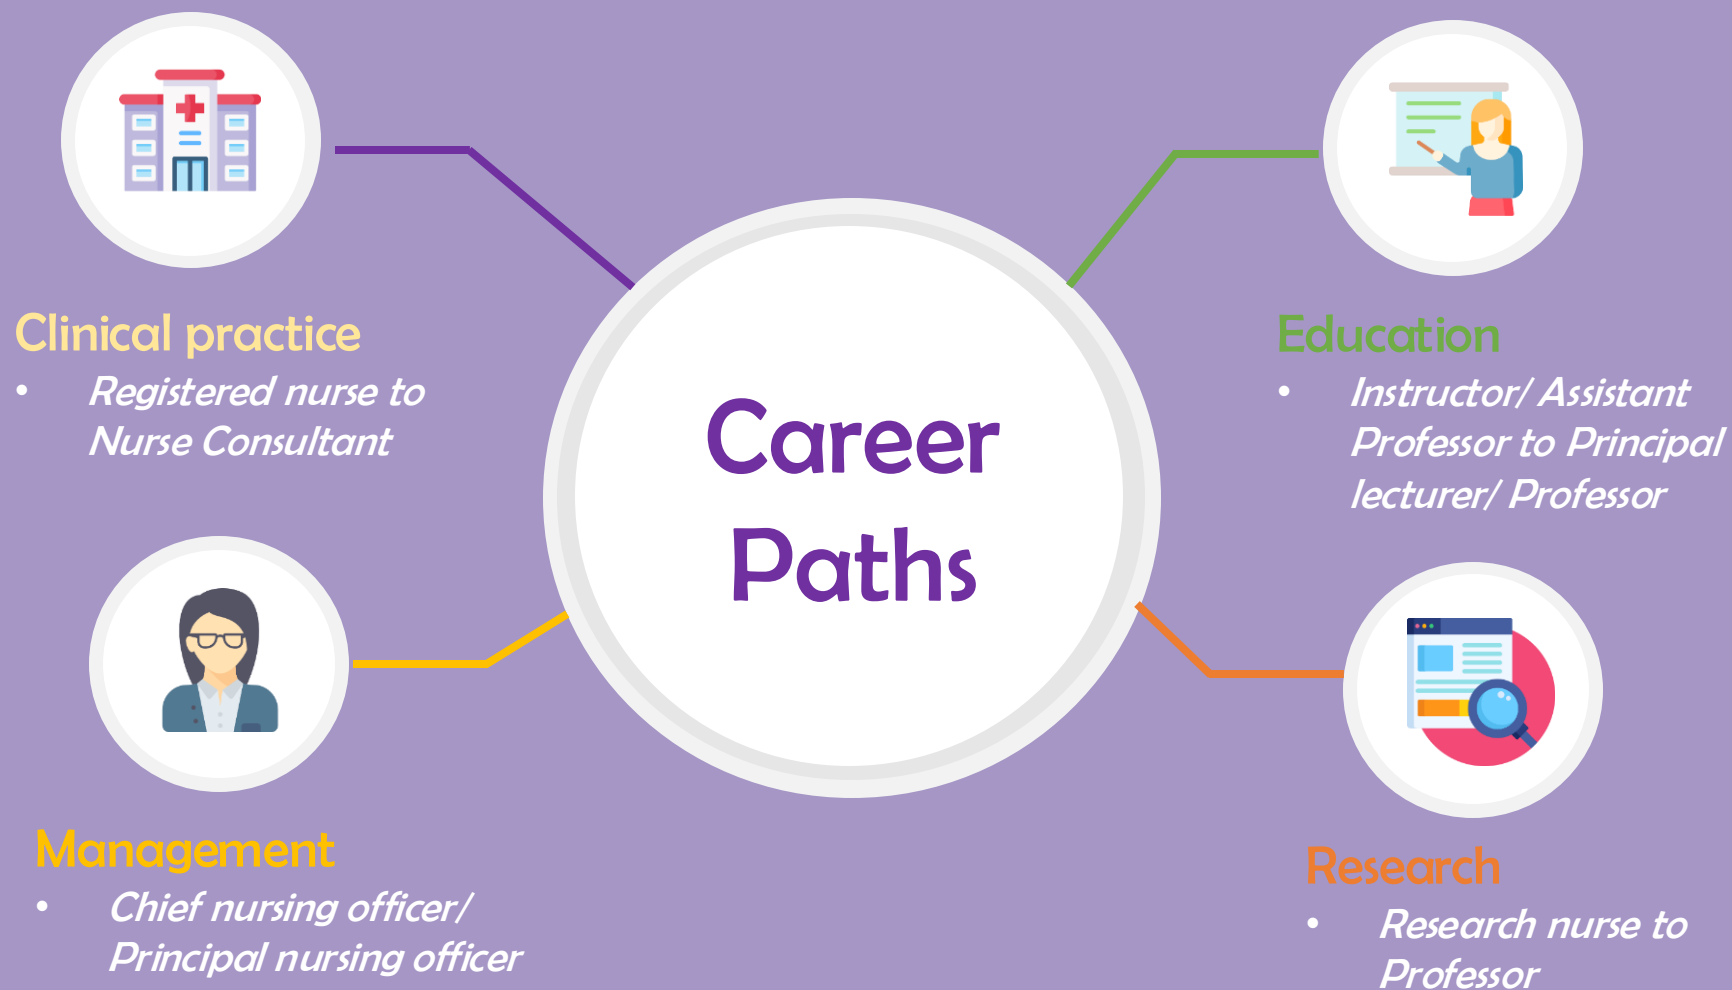 Career
Paths
Clinical practice
• Registered nurse to
Nurse Consultant
Education
• Instructor/ Assistant
Professor to Principal
lecturer/ Professor
Management
• Chief nursing officer/
Principal nursing officer
Research
• Research nurse to
Professor